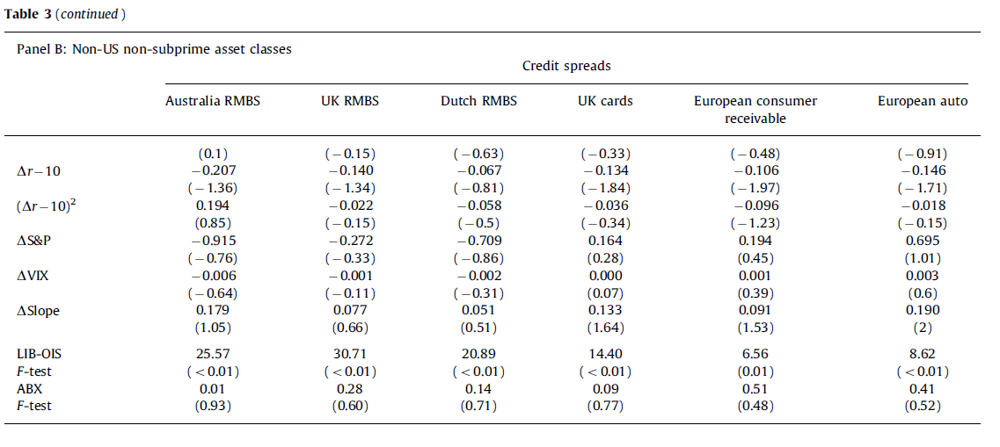 Table 3 (continued)
Panel B: Non-US non-subprime asset classes
Credit spreads
Australia RMBS UK RMBS Dutch RMBS UK cards European consumer receivable European auto
(0.1) (−0.15) (−0.63) (−0.33) (−0.48) (−0.91)
Δr−10 −0.207 −0.140 −0.067 −0.134 −0.106 −0.146
(−1.36) (−1.34) (−0.81) (−1.84) (−1.97) (−1.71)
(Δr−10)² 0.194 −0.022 −0.058 −0.036 −0.096 −0.018
(0.85) (−0.15) (−0.5) (−0.34) (−1.23) (−0.15)
ΔS&P −0.915 −0.272 −0.709 0.164 0.194 0.695
(−0.76) (−0.33) (−0.86) (0.28) (0.45) (1.01)
ΔVIX −0.006 −0.001 −0.002 0.000 0.001 0.003
(−0.64) (−0.11) (−0.31) (0.07) (0.39) (0.6)
ΔSlope 0.179 0.077 0.051 0.133 0.091 0.190
(1.05) (0.66) (0.51) (1.64) (1.53) (2)
LIB-OIS 25.57 30.71 20.89 14.40 6.56 8.62
F-test (<0.01) (<0.01) (<0.01) (<0.01) (0.01) (<0.01)
ABX 0.01 0.28 0.14 0.09 0.51 0.41
F-test (0.93) (0.60) (0.71) (0.77) (0.48) (0.52)